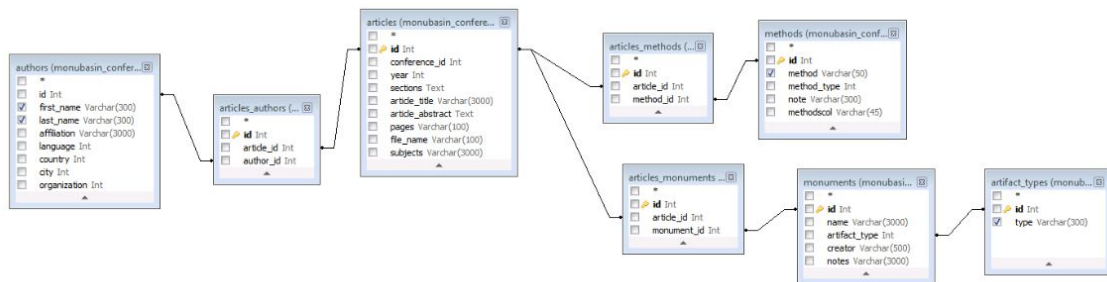 authors (monubasin_confer...
*
id Int
first_name Varchar(300)
last_name Varchar(300)
affiliation Varchar(3000)
language Int
country Int
city Int
organization Int
articles_authors (...
*
id Int
article_id Int
author_id Int
articles (monubasin_confere...
*
id Int
conference_id Int
year Int
sections Text
article_title Varchar(3000)
article_abstract Text
pages Varchar(100)
file_name Varchar(100)
subjects Varchar(3000)
articles_methods (...
*
id Int
article_id Int
method_id Int
methods (monubasin_conf...
*
id Int
method Varchar(50)
method_type Int
note Varchar(300)
methodscol Varchar(45)
articles_monuments ...
*
id Int
article_id Int
monument_id Int
monuments (monubasi...
*
id Int
name Varchar(3000)
artifact_type Int
creator Varchar(500)
notes Varchar(3000)
artifact_types (monub...
*
id Int
type Varchar(300)